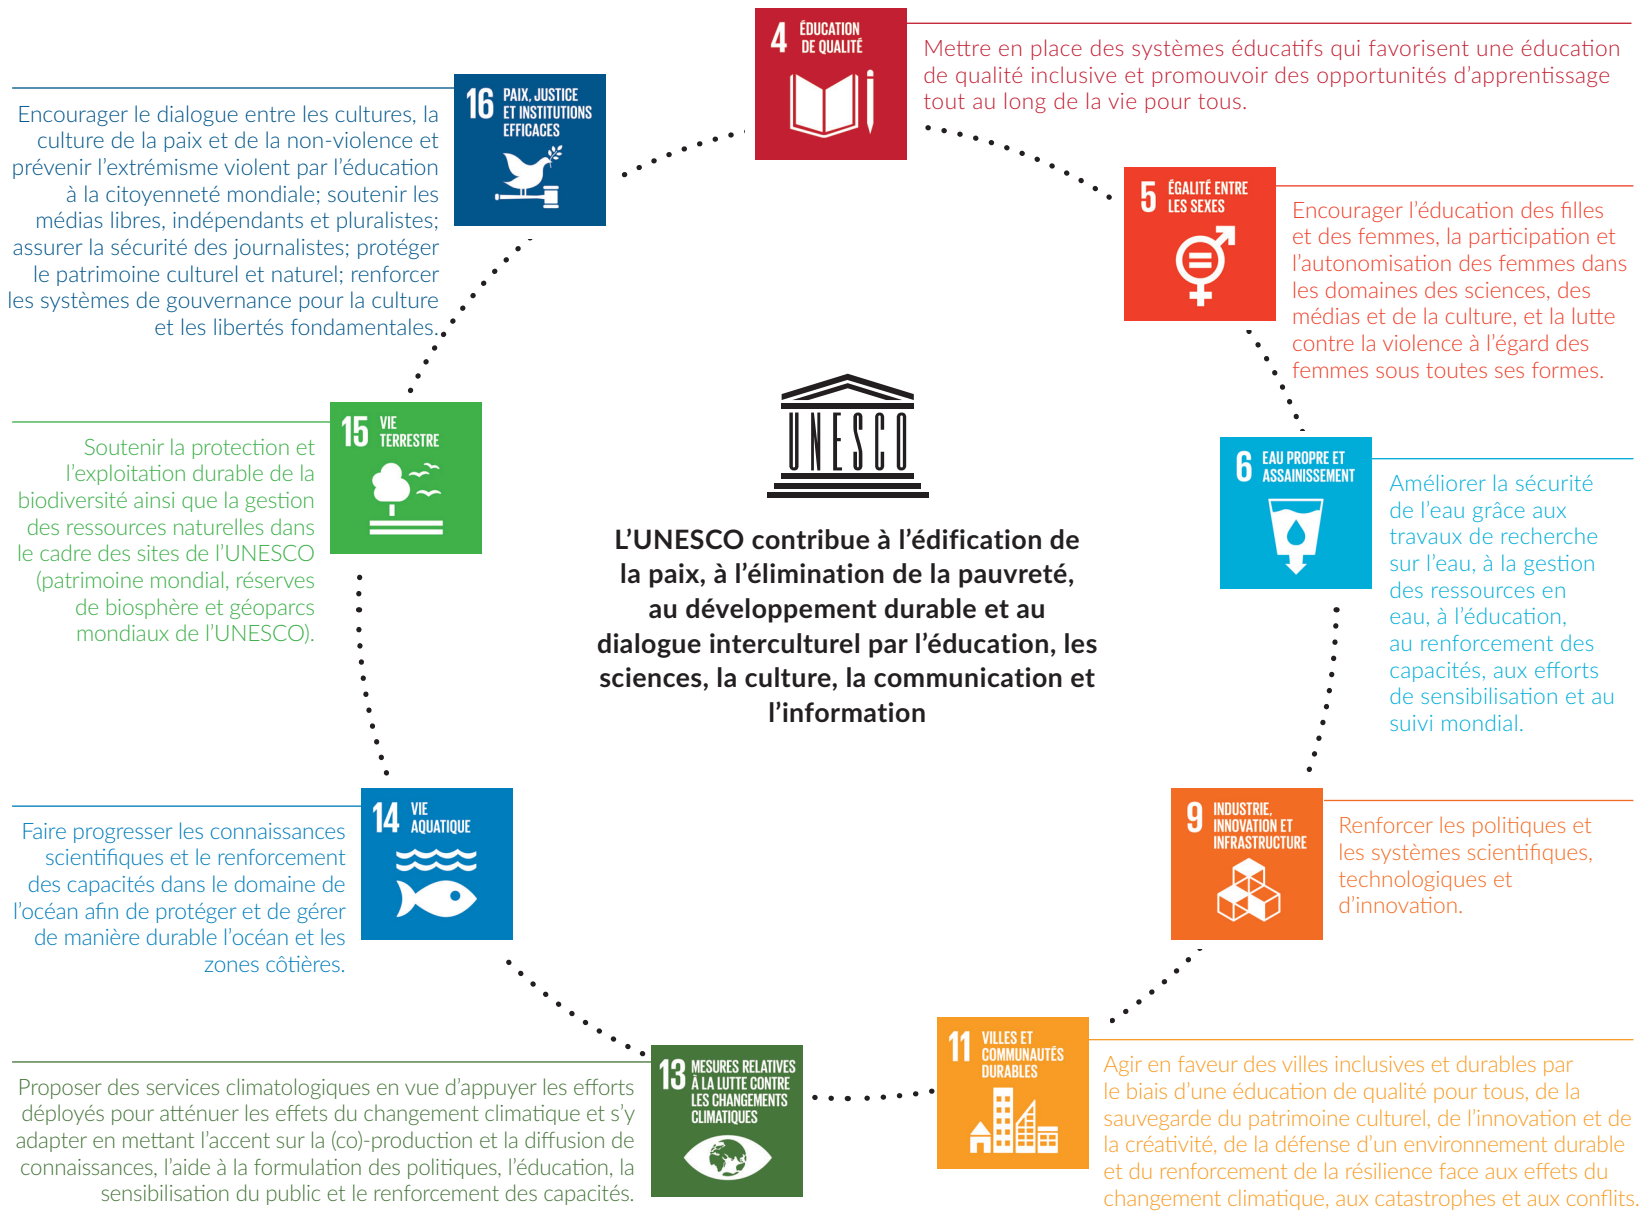 4 ÉDUCATION
DE QUALITÉ
Mettre en place des systèmes éducatifs qui favorisent une éducation
de qualité inclusive et promouvoir des opportunités d'apprentissage
tout au long de la vie pour tous.
5 ÉGALITÉ ENTRE
LES SEXES
Encourager l'éducation des filles
et des femmes, la participation et
l'autonomisation des femmes dans
les domaines des sciences, des
médias et de la culture, et la lutte
contre la violence à l'égard des
femmes sous toutes ses formes.
6 EAU PROPRE ET
ASSAINISSEMENT
Améliorer la sécurité
de l'eau grâce aux
travaux de recherche
sur l'eau, à la gestion
des ressources en
eau, à l'éducation,
au renforcement des
capacités, aux efforts
de sensibilisation et au
suivi mondial.
9 INDUSTRIE,
INNOVATION ET
INFRASTRUCTURE
Renforcer les politiques et
les systèmes scientifiques,
technologiques et
d'innovation.
11 VILLES ET
COMMUNAUTÉS
DURABLES
Agir en faveur des villes inclusives et durables par
le biais d'une éducation de qualité pour tous, de la
sauvegarde du patrimoine culturel, de l'innovation et de
la créativité, de la défense d'un environnement durable
et du renforcement de la résilience face aux effets du
changement climatique, aux catastrophes et aux conflits.
13 MESURES RELATIVES
À LA LUTTE CONTRE
LES CHANGEMENTS
CLIMATIQUES
Proposer des services climatologiques en vue d'appuyer les efforts
déployés pour atténuer les effets du changement climatique et s'y
adapter en mettant l'accent sur la (co)-production et la diffusion de
connaissances, l'aide à la formulation des politiques, l'éducation, la
sensibilisation du public et le renforcement des capacités.
14 VIE
AQUATIQUE
Faire progresser les connaissances
scientifiques et le renforcement
des capacités dans le domaine de
l'océan afin de protéger et de gérer
de manière durable l'océan et les
zones côtières.
15 VIE
TERRESTRE
Soutenir la protection et
l'exploitation durable de la
biodiversité ainsi que la gestion
des ressources naturelles dans
le cadre des sites de l'UNESCO
(patrimoine mondial, réserves
de biosphère et géoparcs
mondiaux de l'UNESCO).
16 PAIX, JUSTICE
ET INSTITUTIONS
EFFICACES
Encourager le dialogue entre les cultures, la
culture de la paix et de la non-violence et
prévenir l'extrémisme violent par l'éducation
à la citoyenneté mondiale; soutenir les
médias libres, indépendants et pluralistes;
assurer la sécurité des journalistes; protéger
le patrimoine culturel et naturel; renforcer
les systèmes de gouvernance pour la culture
et les libertés fondamentales.
UNESCO
L'UNESCO contribue à l'édification de
la paix, à l'élimination de la pauvreté,
au développement durable et au
dialogue interculturel par l'éducation, les
sciences, la culture, la communication et
l'information